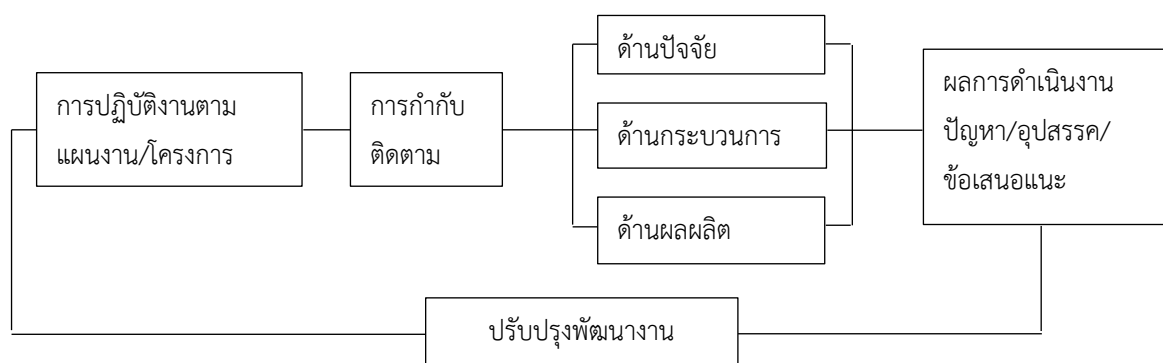 การปฏิบัติงานตาม
แผนงาน/โครงการ
การกำกับ
ติดตาม
ด้านปัจจัย
ด้านกระบวนการ
ด้านผลผลิต
ผลการดำเนินงาน
ปัญหา/อุปสรรค/
ข้อเสนอแนะ
ปรับปรุงพัฒนางาน